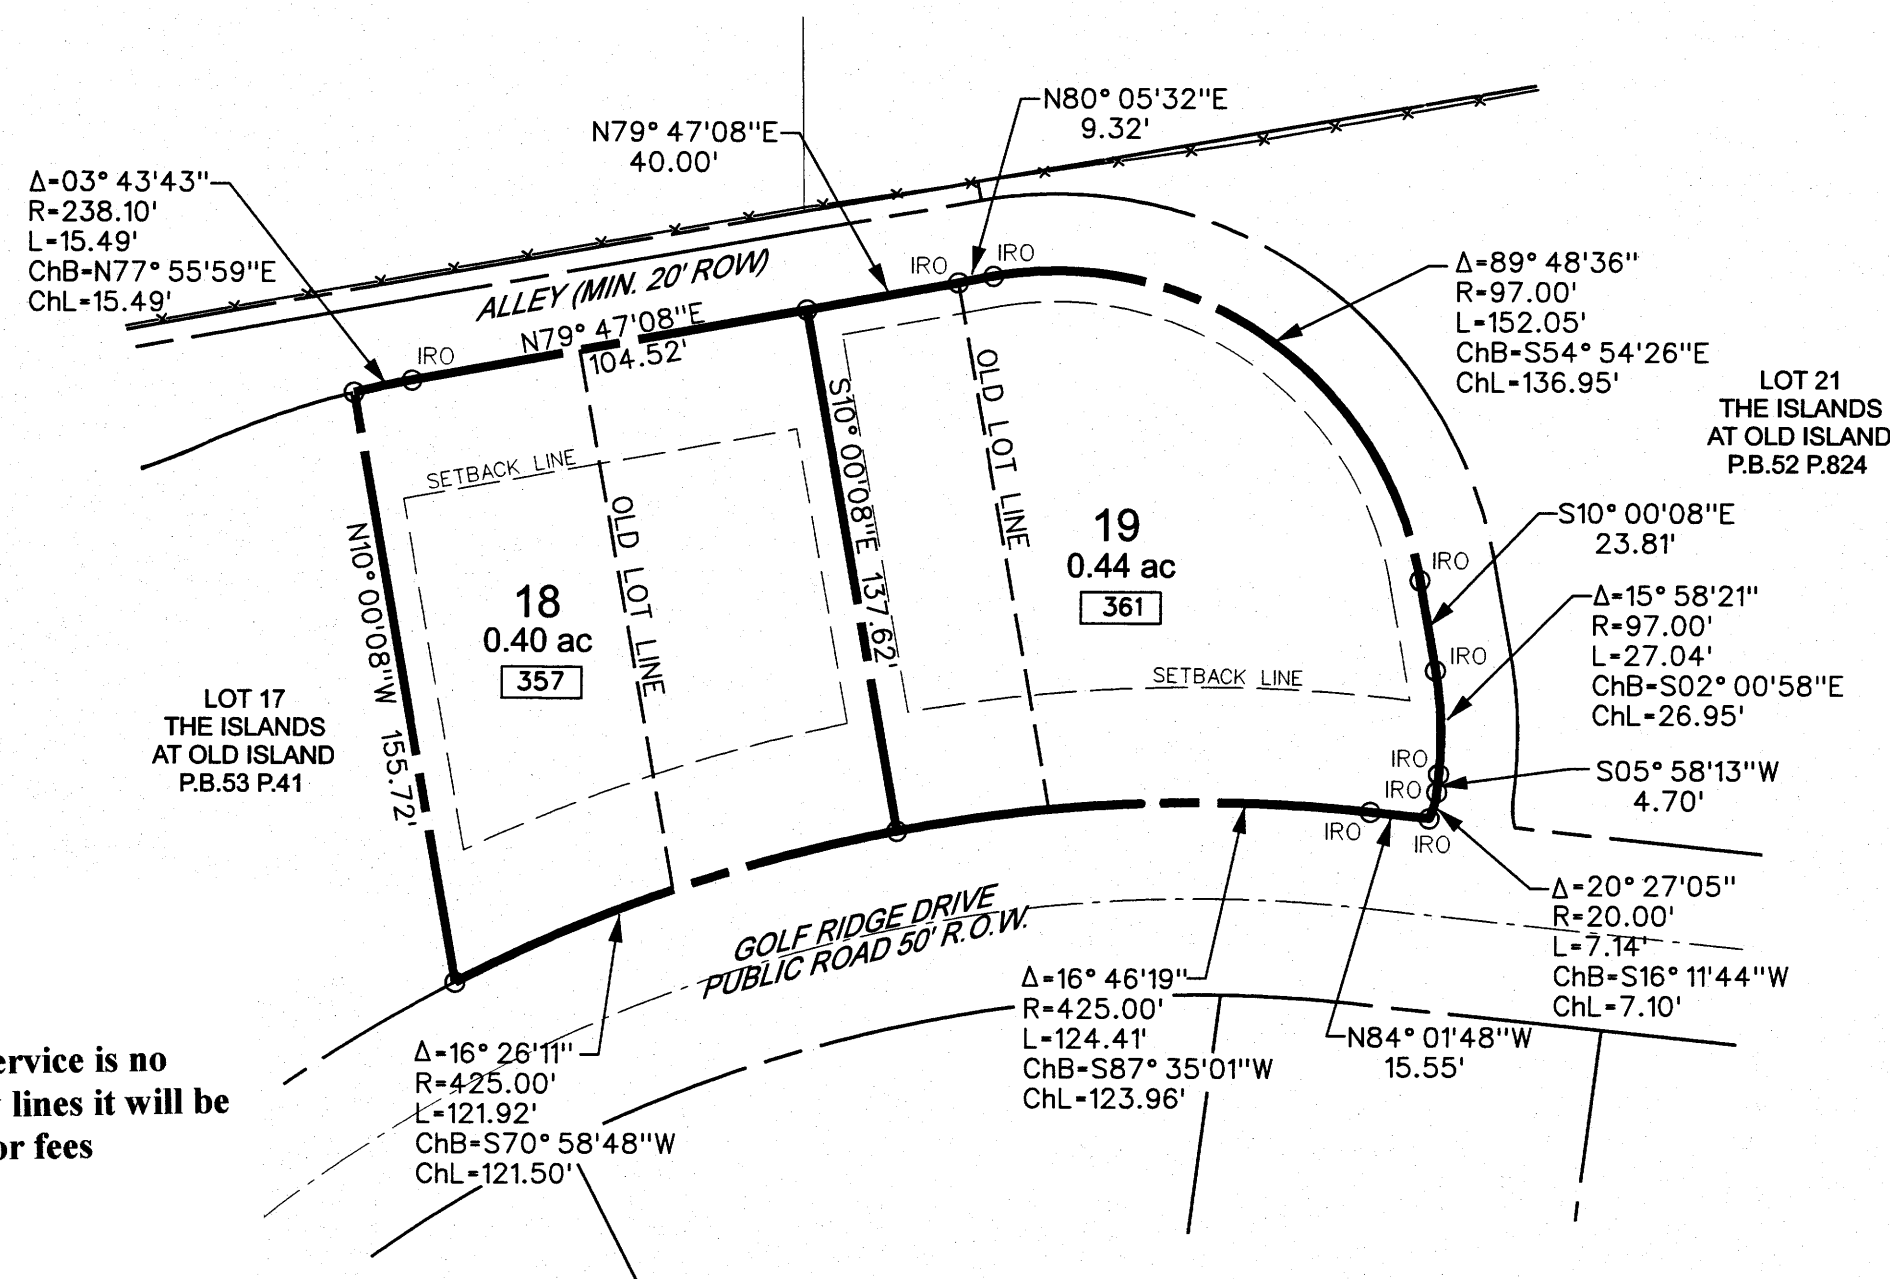 N80° 05'32"E
9.32'
N79° 47'08"E
40.00'
Δ=03° 43'43"
R=238.10'
L=15.49'
ChB=N77° 55'59"E
ChL=15.49'
IRO
IRO
ALLEY (MIN. 20' ROW)
N79° 47'08"E
104.52'
IRO
Δ=89° 48'36"
R=97.00'
L=152.05'
ChB=S54° 54'26"E
ChL=136.95'
LOT 21
THE ISLANDS
AT OLD ISLAND
P.B.52 P.824
SETBACK LINE
OLD LOT LINE
S10° 00'08"E 137.62'
OLD LOT LINE
N10° 00'08"W 155.72'
18
0.40 ac
357
19
0.44 ac
361
SETBACK LINE
IRO
S10° 00'08"E
23.81'
IRO
Δ=15° 58'21"
R=97.00'
L=27.04'
ChB=S02° 00'58"E
ChL=26.95'
LOT 17
THE ISLANDS
AT OLD ISLAND
P.B.53 P.41
IRO
IRO
S05° 58'13"W
4.70'
IRO
IRO
Δ=20° 27'05"
R=20.00'
L=7.14'
ChB=S16° 11'44"W
ChL=7.10'
GOLF RIDGE DRIVE
PUBLIC ROAD 50' R.O.W.
Δ=16° 46'19"
R=425.00'
L=124.41'
ChB=S87° 35'01"W
ChL=123.96'
N84° 01'48"W
15.55'
Δ=16° 26'11"
R=425.00'
L=121.92'
ChB=S70° 58'48"W
ChL=121.50'
ervice is no
lines it will be
or fees